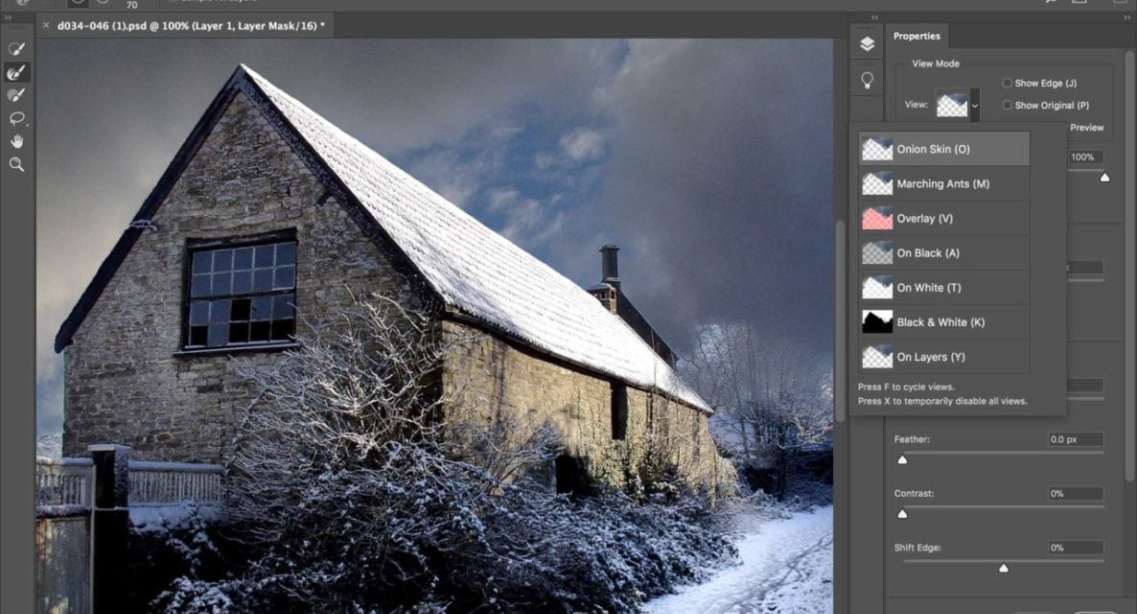 70
× d034-046 (1).psd @ 100% (Layer 1, Layer Mask/16) *
Properties
View Mode
Show Edge (J)
View:
Show Original (P)
Preview
Onion Skin (O)
100%
Marching Ants (M)
Overlay (V)
On Black (A)
On White (T)
Black & White (K)
On Layers (Y)
Press F to cycle views.
Press X to temporarily disable all views.
Feather:
0.0 px
Contrast:
0%
Shift Edge:
0%